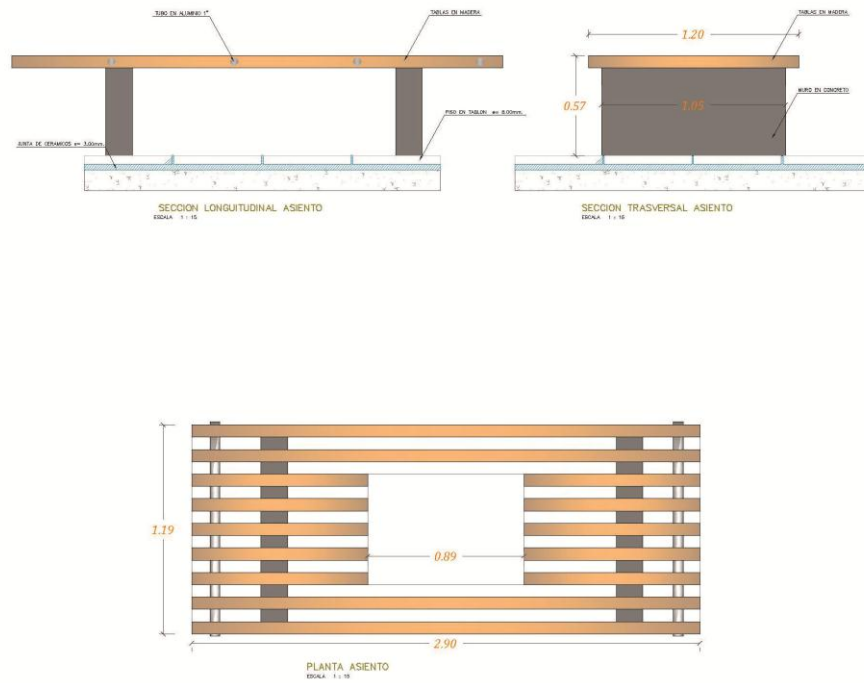 TUBO EN ALUMINIO 1"
TABLAS EN MADERA
JUNTA DE CERAMICOS e= 3.00mm.
PISO EN TABLON e= 8.00mm.
SECCION LONGUITUDINAL ASIENTO
ESCALA 1 : 15
TABLAS EN MADERA
1.20
0.57
1.05
MURO EN CONCRETO
SECCION TRASVERSAL ASIENTO
ESCALA 1 : 15
1.19
0.89
2.90
PLANTA ASIENTO
ESCALA 1 : 15